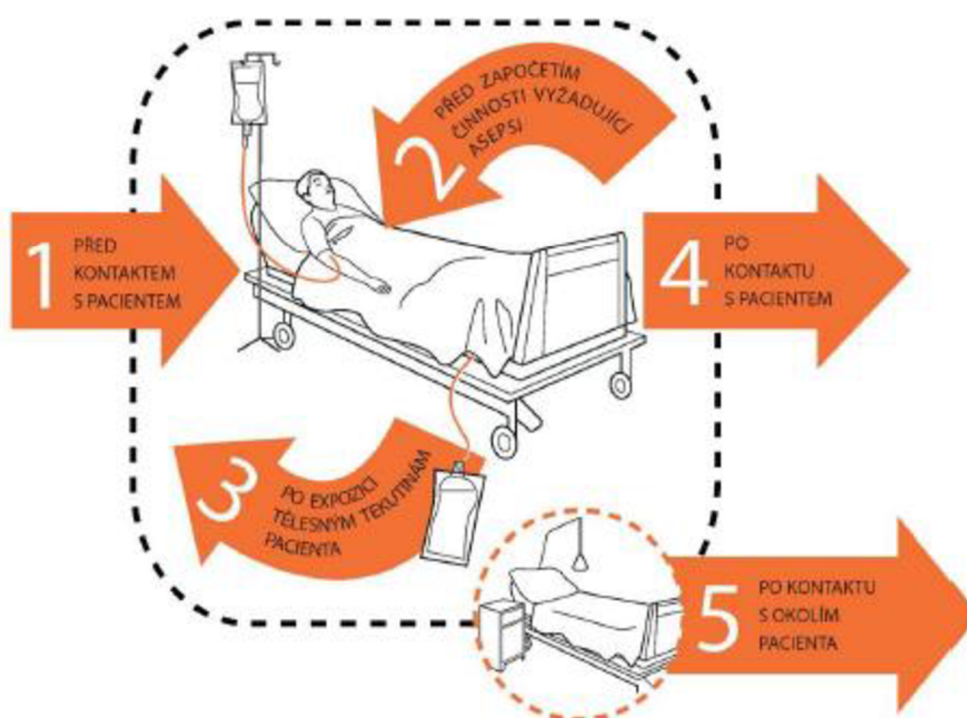 1
PŘED
KONTAKTEM
S PACIENTEM
2
PŘED ZAPOČETÍM
ČINNOSTI VYŽADUJÍCÍ
ASEPSI
3
PO EXPOZICI
TĚLESNÝM TEKUTINÁM
PACIENTA
4
PO
KONTAKTU
S PACIENTEM
5
PO KONTAKTU
S OKOLÍM
PACIENTA